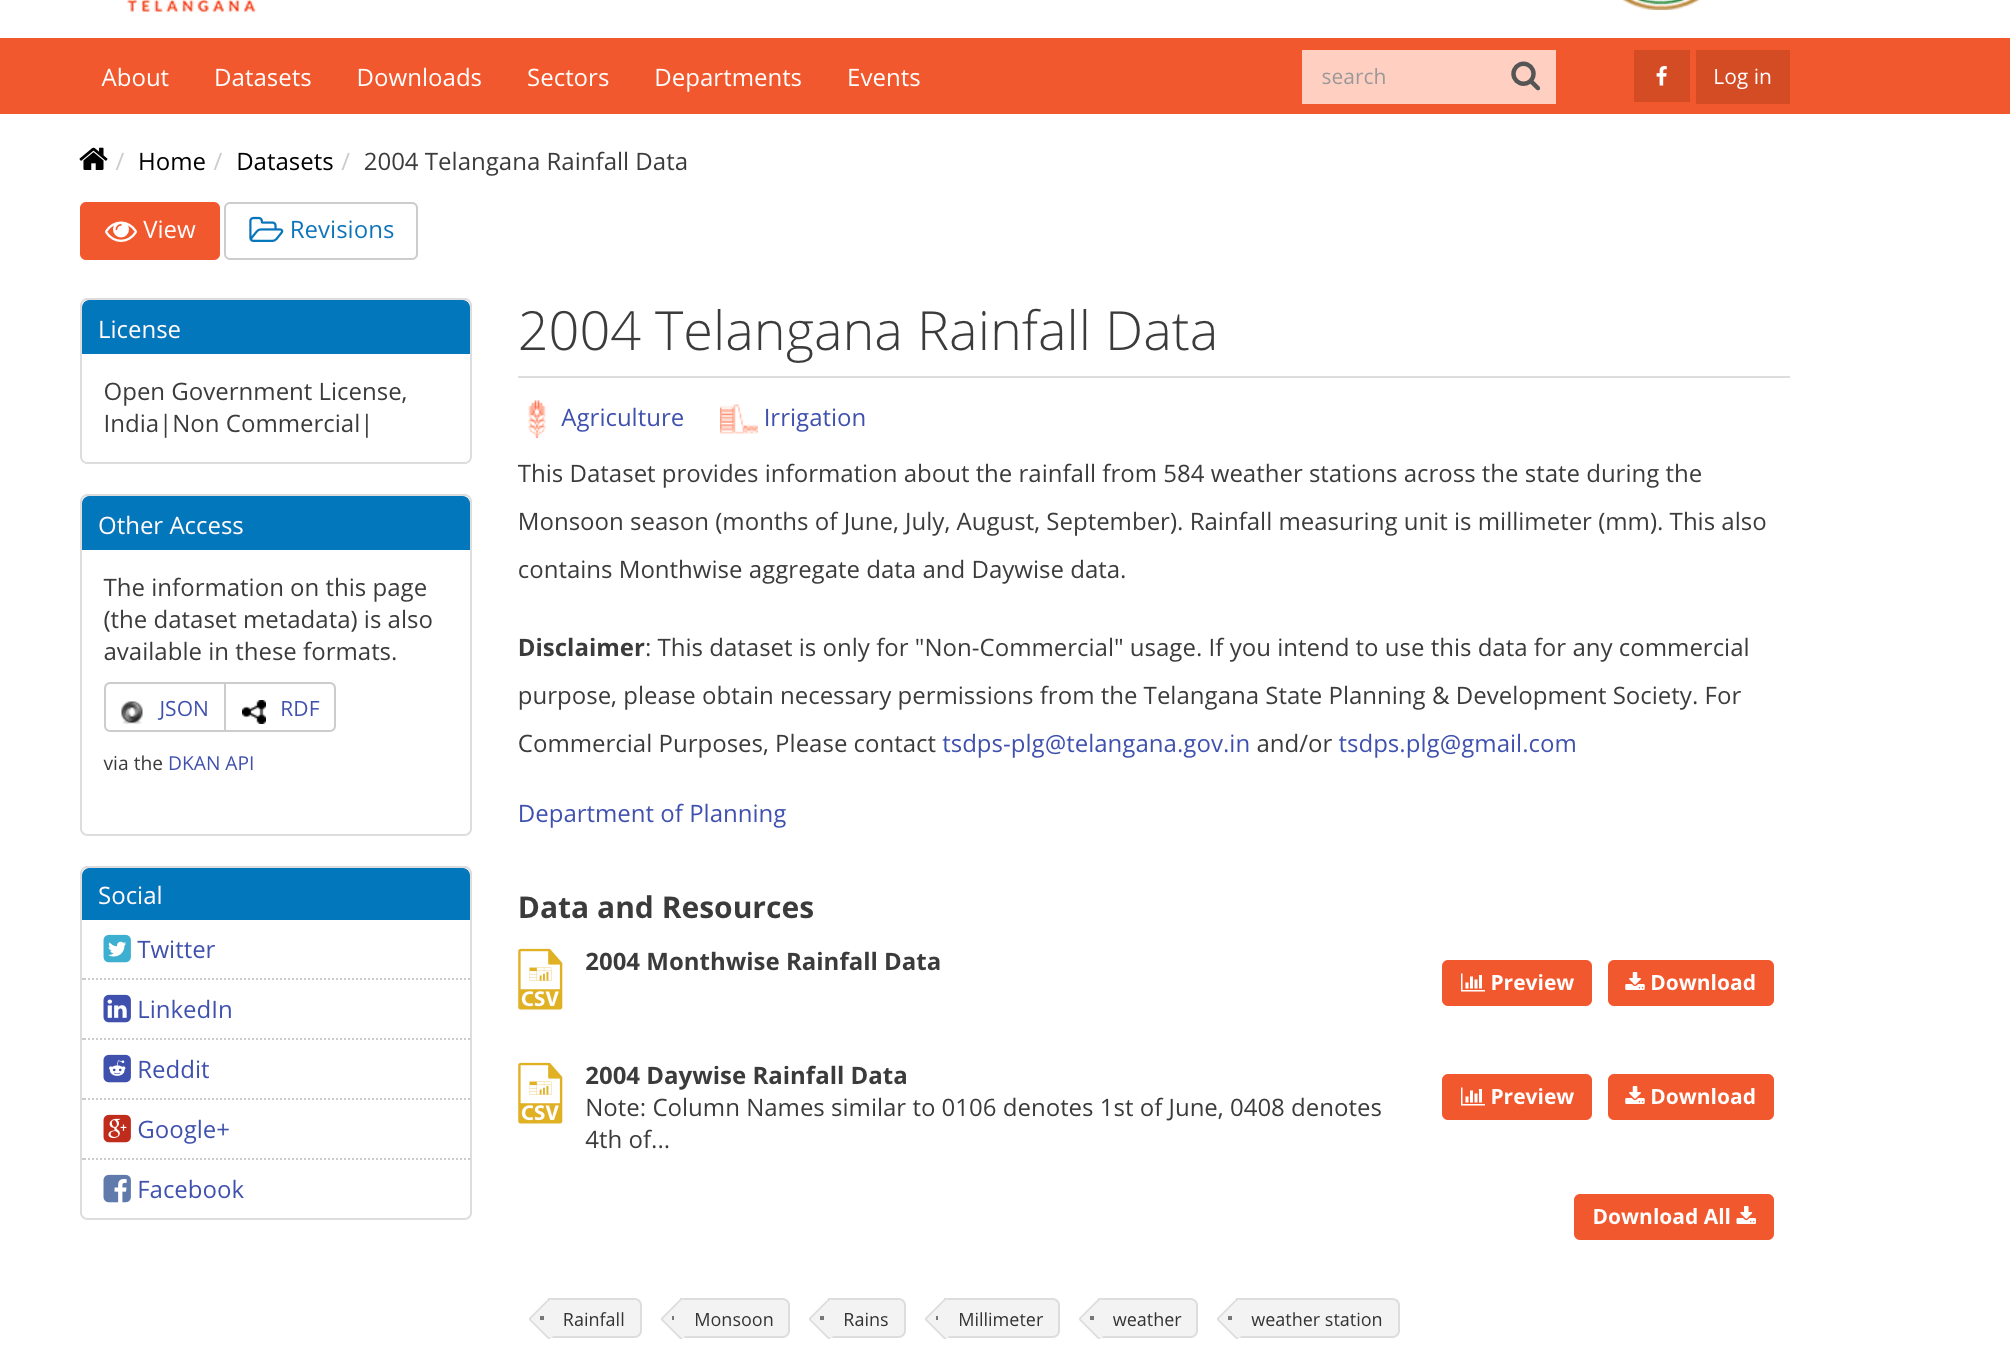 TELANGANA
About Datasets Downloads Sectors Departments Events search f Log in
/ Home / Datasets / 2004 Telangana Rainfall Data
View Revisions
License
Open Government License,
India|Non Commercial|
Other Access
The information on this page
(the dataset metadata) is also
available in these formats.
JSON RDF
via the DKAN API
Social
Twitter
in LinkedIn
Reddit
g+ Google+
f Facebook
2004 Telangana Rainfall Data
Agriculture Irrigation
This Dataset provides information about the rainfall from 584 weather stations across the state during the
Monsoon season (months of June, July, August, September). Rainfall measuring unit is millimeter (mm). This also
contains Monthwise aggregate data and Daywise data.
Disclaimer: This dataset is only for "Non-Commercial" usage. If you intend to use this data for any commercial
purpose, please obtain necessary permissions from the Telangana State Planning & Development Society. For
Commercial Purposes, Please contact tsdps-plg@telangana.gov.in and/or tsdps.plg@gmail.com
Department of Planning
Data and Resources
CSV 2004 Monthwise Rainfall Data Preview Download
CSV 2004 Daywise Rainfall Data Preview Download
Note: Column Names similar to 0106 denotes 1st of June, 0408 denotes
4th of...
Download All
Rainfall Monsoon Rains Millimeter weather weather station